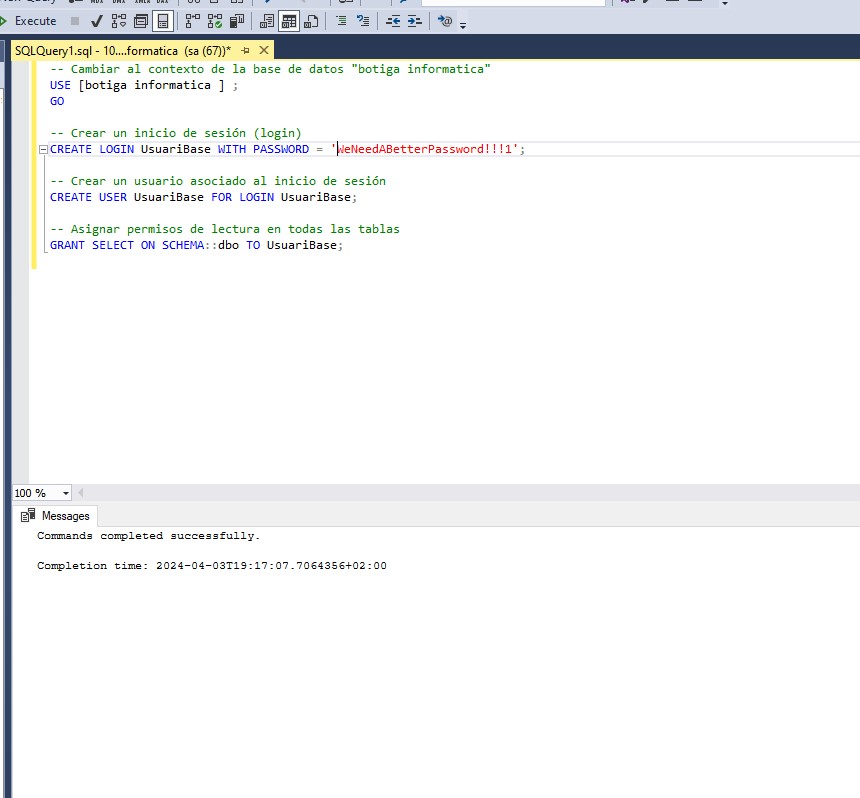 Execute
SQLQuery1.sql - 10....formatica (sa (67))*
-- Cambiar al contexto de la base de datos "botiga informatica"
USE [botiga informatica ] ;
GO
-- Crear un inicio de sesión (login)
CREATE LOGIN UsuariBase WITH PASSWORD = 'WeNeedABetterPassword!!!1';
-- Crear un usuario asociado al inicio de sesión
CREATE USER UsuariBase FOR LOGIN UsuariBase;
-- Asignar permisos de lectura en todas las tablas
GRANT SELECT ON SCHEMA::dbo TO UsuariBase;
100 %
Messages
Commands completed successfully.
Completion time: 2024-04-03T19:17:07.7064356+02:00